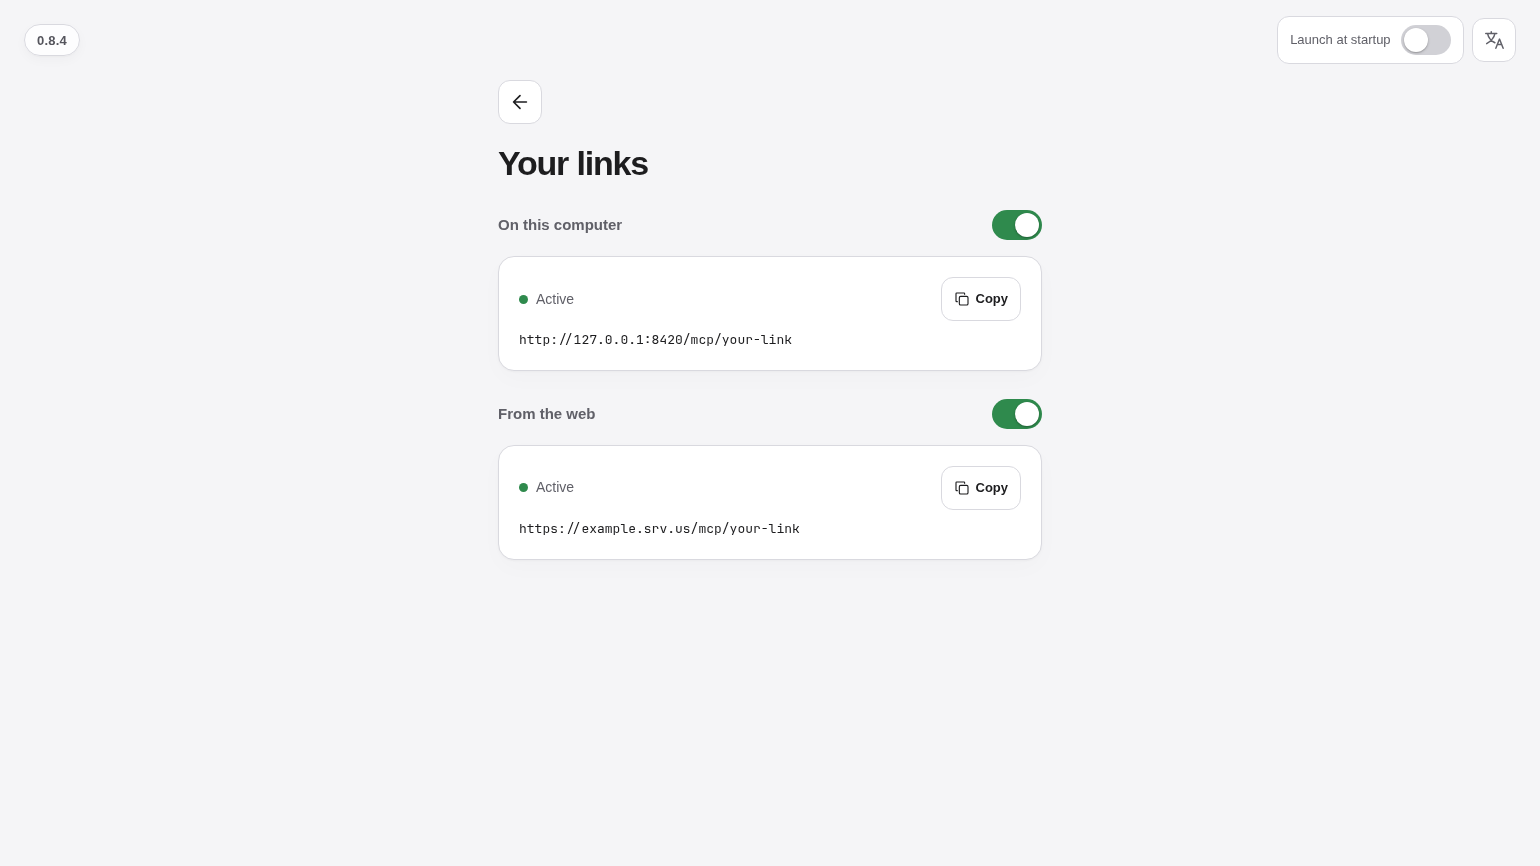 0.8.4
Launch at startup
Your links
On this computer
Active
Copy
http://127.0.0.1:8420/mcp/your-link
From the web
Active
Copy
https://example.srv.us/mcp/your-link